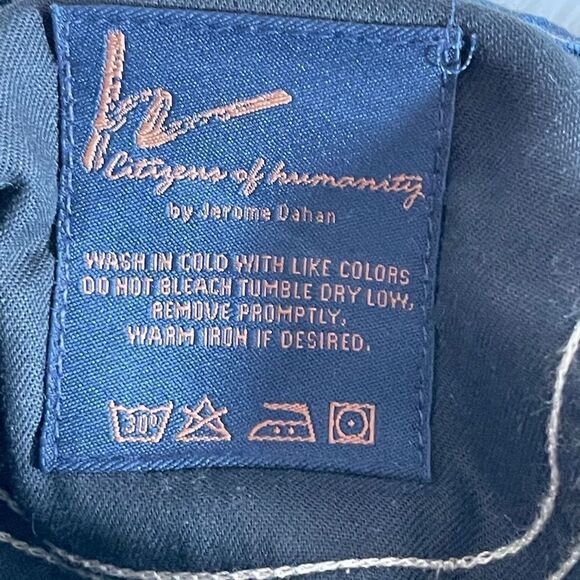 Citizens of humanity
by Jerome Dahan
WASH IN COLD WITH LIKE COLORS
DO NOT BLEACH TUMBLE DRY LOW,
REMOVE PROMPTLY,
WARM IRON IF DESIRED.
30°